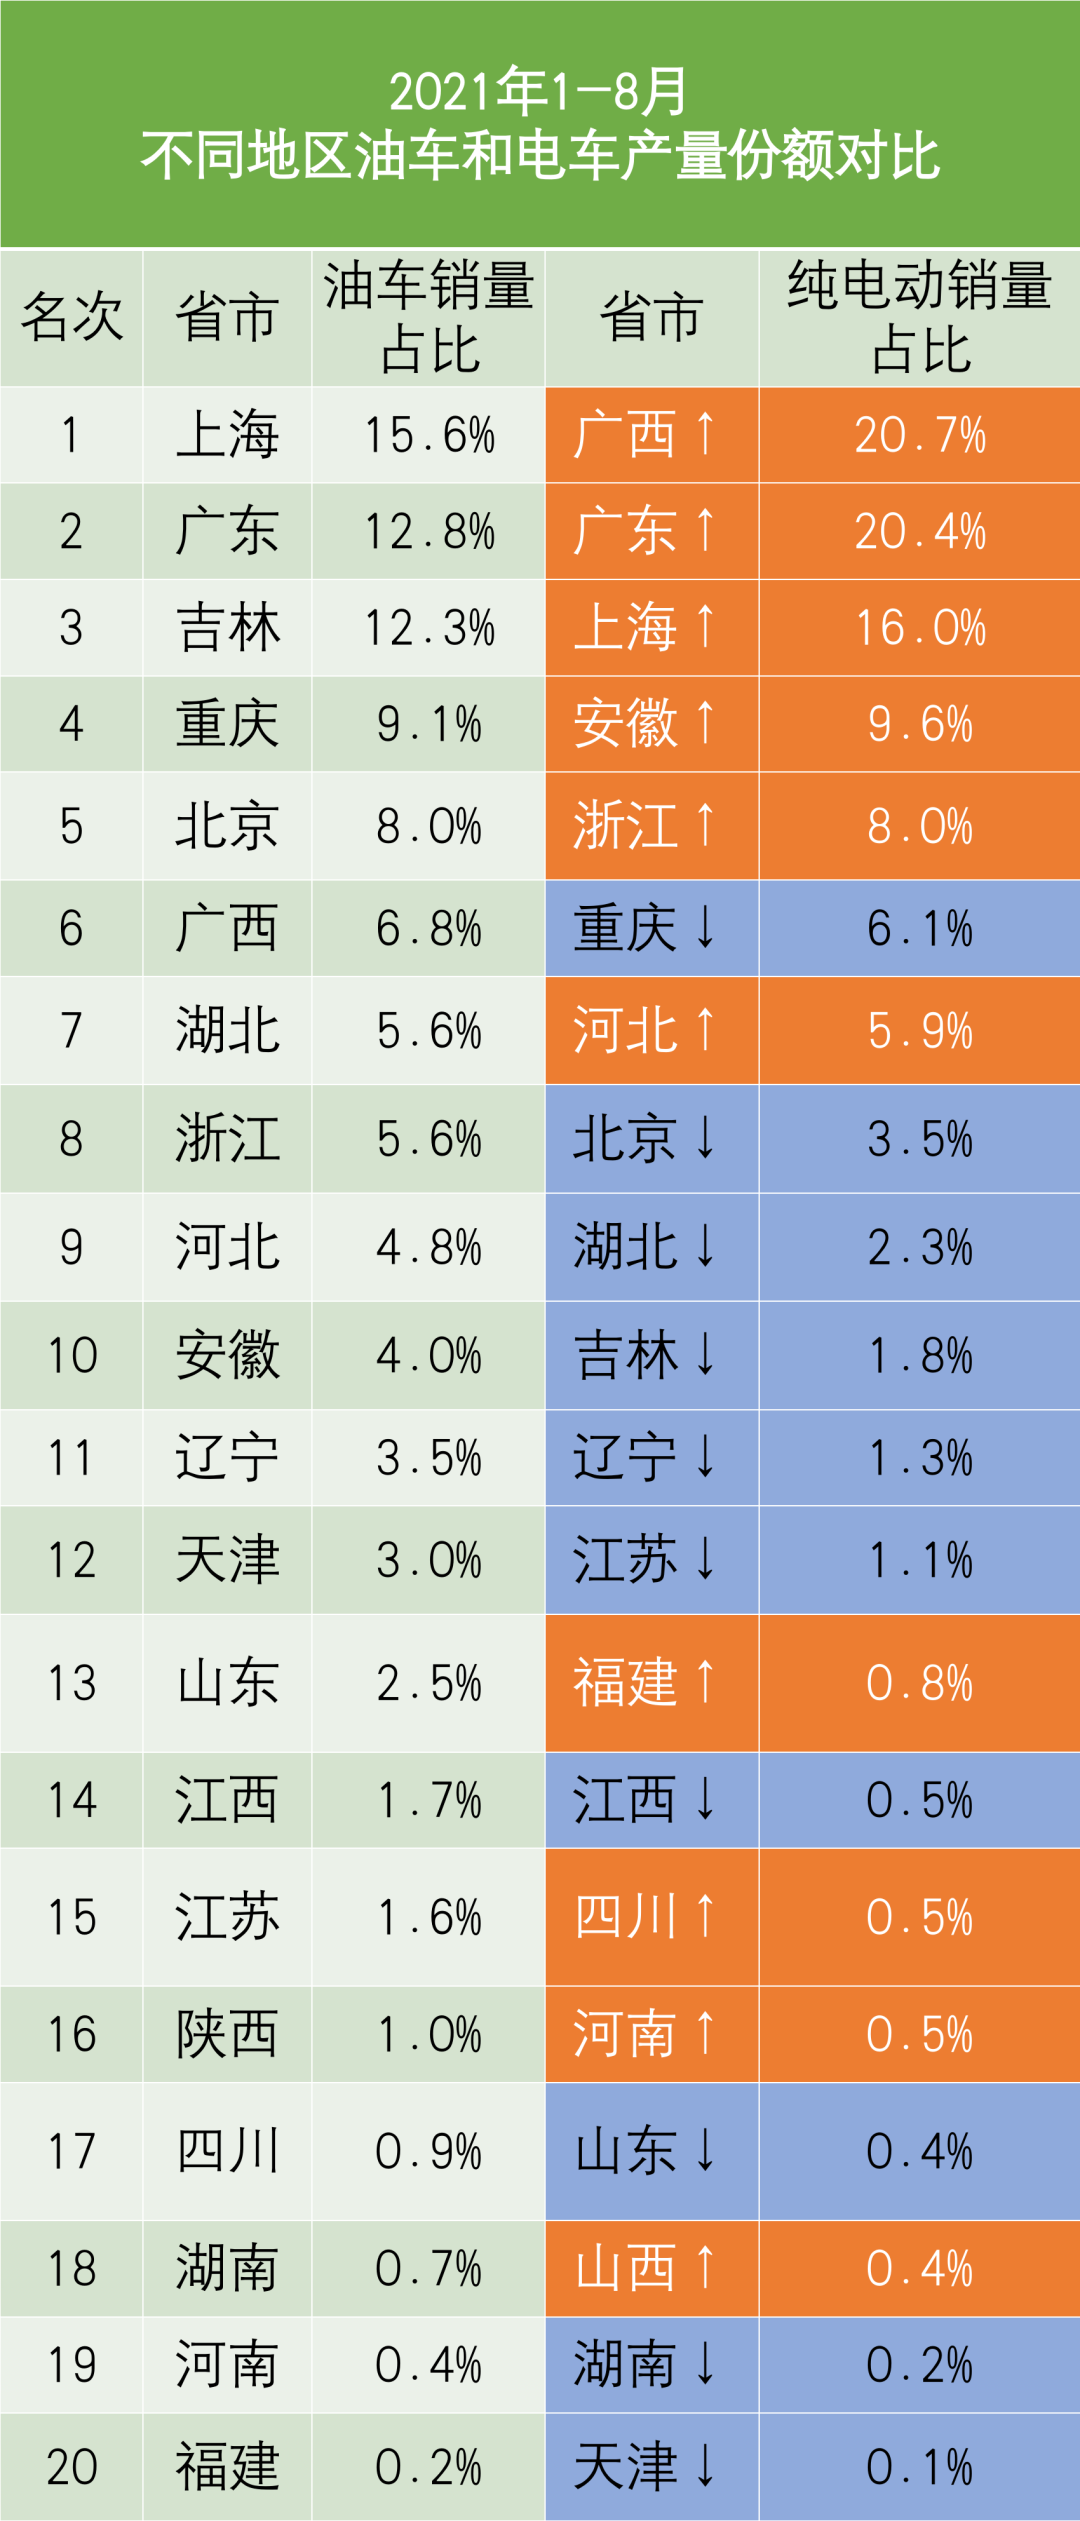 2021年1—8月
不同地区油车和电车产量份额对比
名次 省市 油车销量占比 省市 纯电动销量占比
1 上海 15.6% 广西↑ 20.7%
2 广东 12.8% 广东↑ 20.4%
3 吉林 12.3% 上海↑ 16.0%
4 重庆 9.1% 安徽↑ 9.6%
5 北京 8.0% 浙江↑ 8.0%
6 广西 6.8% 重庆↓ 6.1%
7 湖北 5.6% 河北↑ 5.9%
8 浙江 5.6% 北京↓ 3.5%
9 河北 4.8% 湖北↓ 2.3%
10 安徽 4.0% 吉林↓ 1.8%
11 辽宁 3.5% 辽宁↓ 1.3%
12 天津 3.0% 江苏↓ 1.1%
13 山东 2.5% 福建↑ 0.8%
14 江西 1.7% 江西↓ 0.5%
15 江苏 1.6% 四川↑ 0.5%
16 陕西 1.0% 河南↑ 0.5%
17 四川 0.9% 山东↓ 0.4%
18 湖南 0.7% 山西↑ 0.4%
19 河南 0.4% 湖南↓ 0.2%
20 福建 0.2% 天津↓ 0.1%